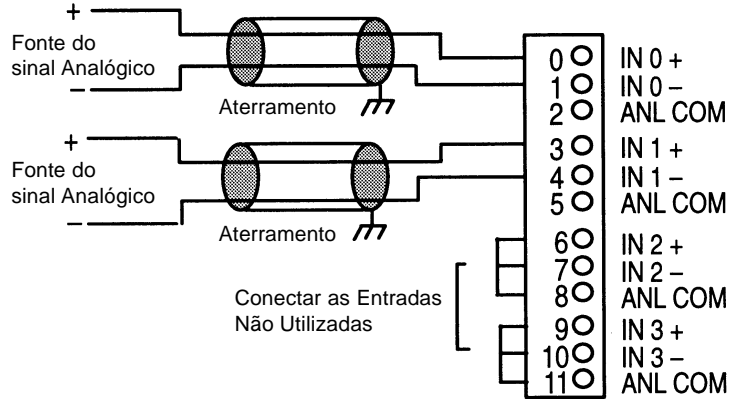 +
Fonte do
sinal Analógico
–
Aterramento
+
Fonte do
sinal Analógico
–
Aterramento
Conectar as Entradas
Não Utilizadas
0 IN 0 +
1 IN 0 –
2 ANL COM
3 IN 1 +
4 IN 1 –
5 ANL COM
6 IN 2 +
7 IN 2 –
8 ANL COM
9 IN 3 +
10 IN 3 –
11 ANL COM